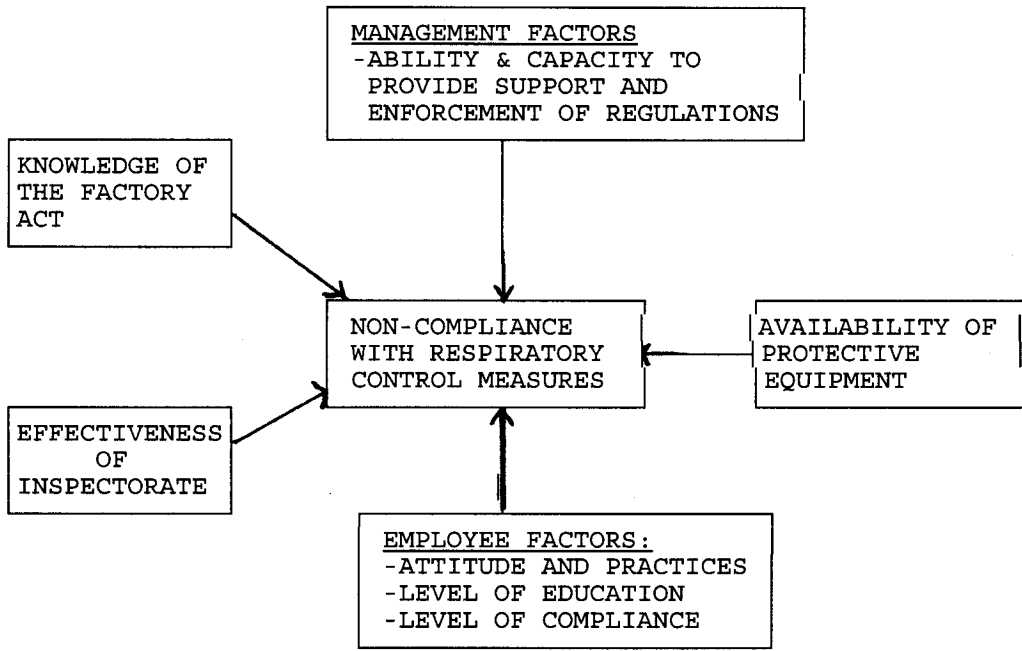 MANAGEMENT FACTORS
-ABILITY & CAPACITY TO
PROVIDE SUPPORT AND
ENFORCEMENT OF REGULATIONS
KNOWLEDGE OF
THE FACTORY
ACT
NON-COMPLIANCE
WITH RESPIRATORY
CONTROL MEASURES
AVAILABILITY OF
PROTECTIVE
EQUIPMENT
EFFECTIVENESS
OF
INSPECTORATE
EMPLOYEE FACTORS:
-ATTITUDE AND PRACTICES
-LEVEL OF EDUCATION
-LEVEL OF COMPLIANCE